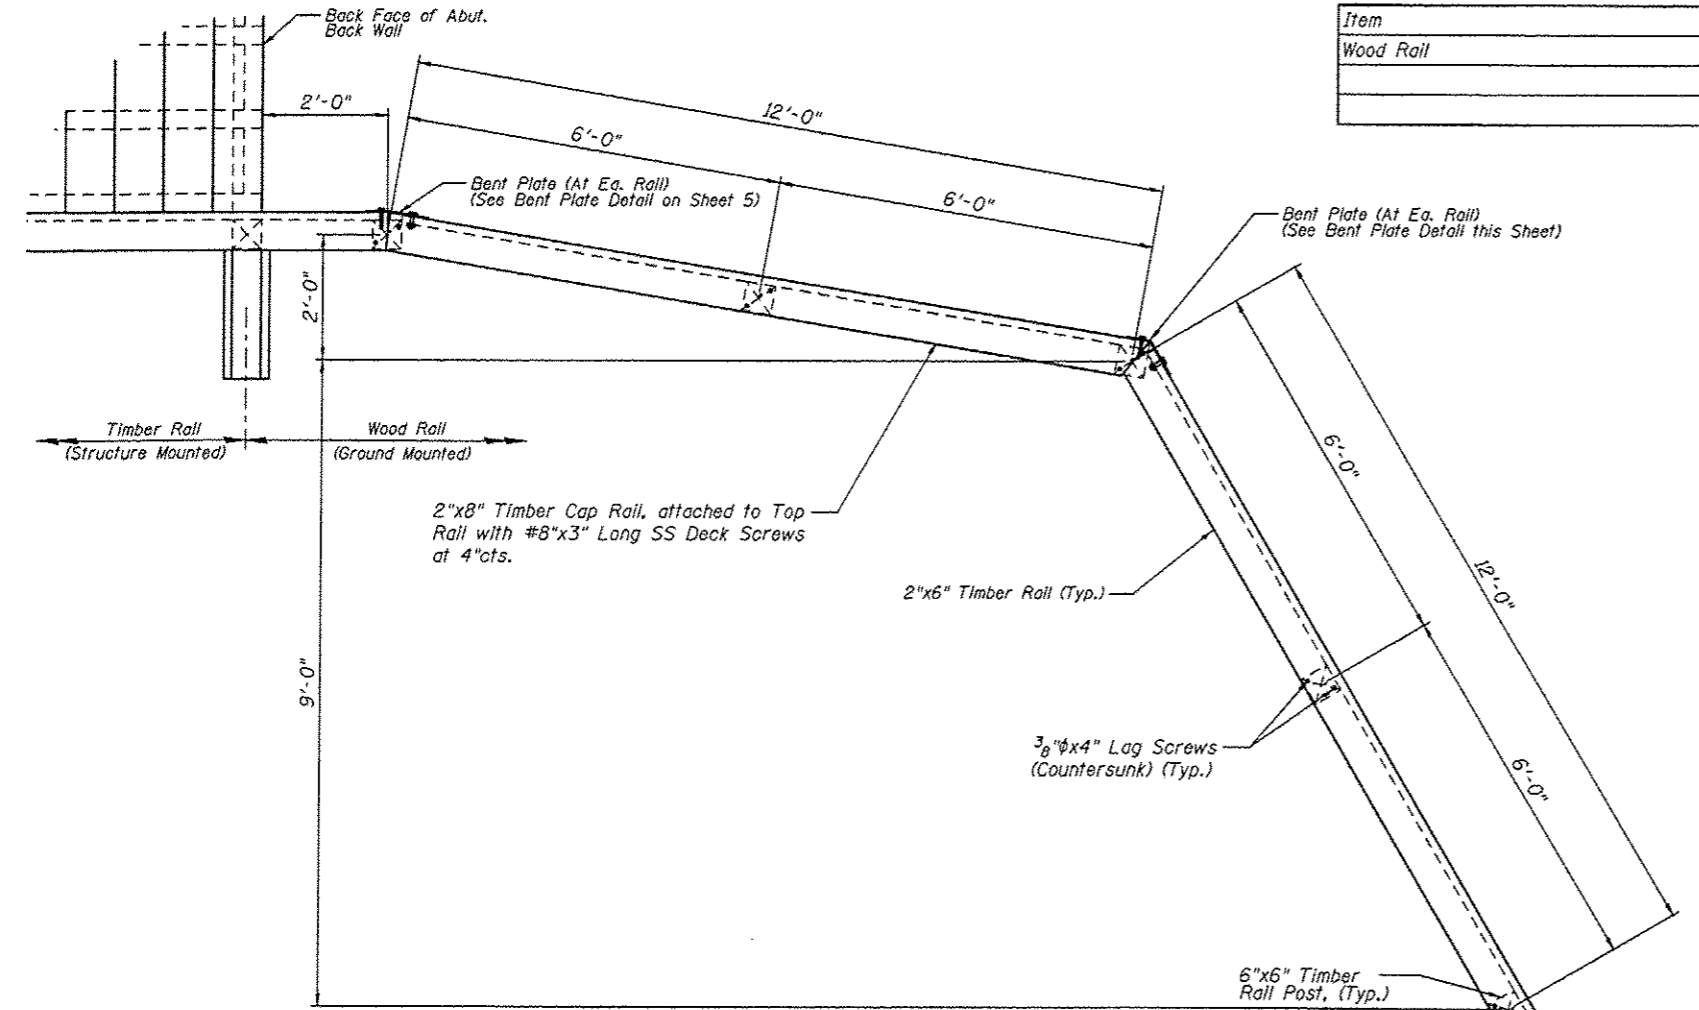 Back Face of Abut.
Back Wall
Item
Wood Rail
2'-0"
12'-0"
6'-0"
6'-0"
Bent Plate (At Ea. Rail)
(See Bent Plate Detail on Sheet 5)
Bent Plate (At Ea. Rail)
(See Bent Plate Detail this Sheet)
2'-0"
Timber Rail
(Structure Mounted)
Wood Rail
(Ground Mounted)
2"x8" Timber Cap Rail, attached to Top
Rail with #8"x3" Long SS Deck Screws
at 4"cts.
6'-0"
12'-0"
2"x6" Timber Rail (Typ.)
9'-0"
3/8"ϕx4" Lag Screws
(Countersunk) (Typ.)
6'-0"
6"x6" Timber
Rail Post, (Typ.)